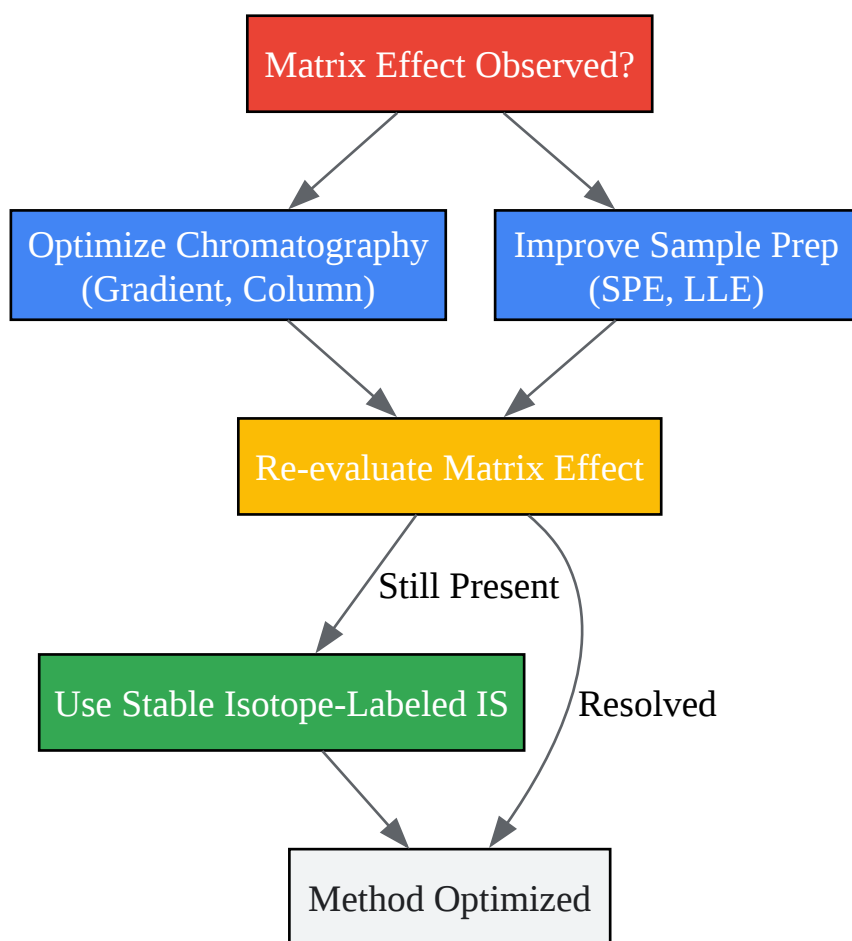 Matrix Effect Observed?
Optimize Chromatography
(Gradient, Column)
Improve Sample Prep
(SPE, LLE)
Re-evaluate Matrix Effect
Still Present
Use Stable Isotope-Labeled IS
Resolved
Method Optimized